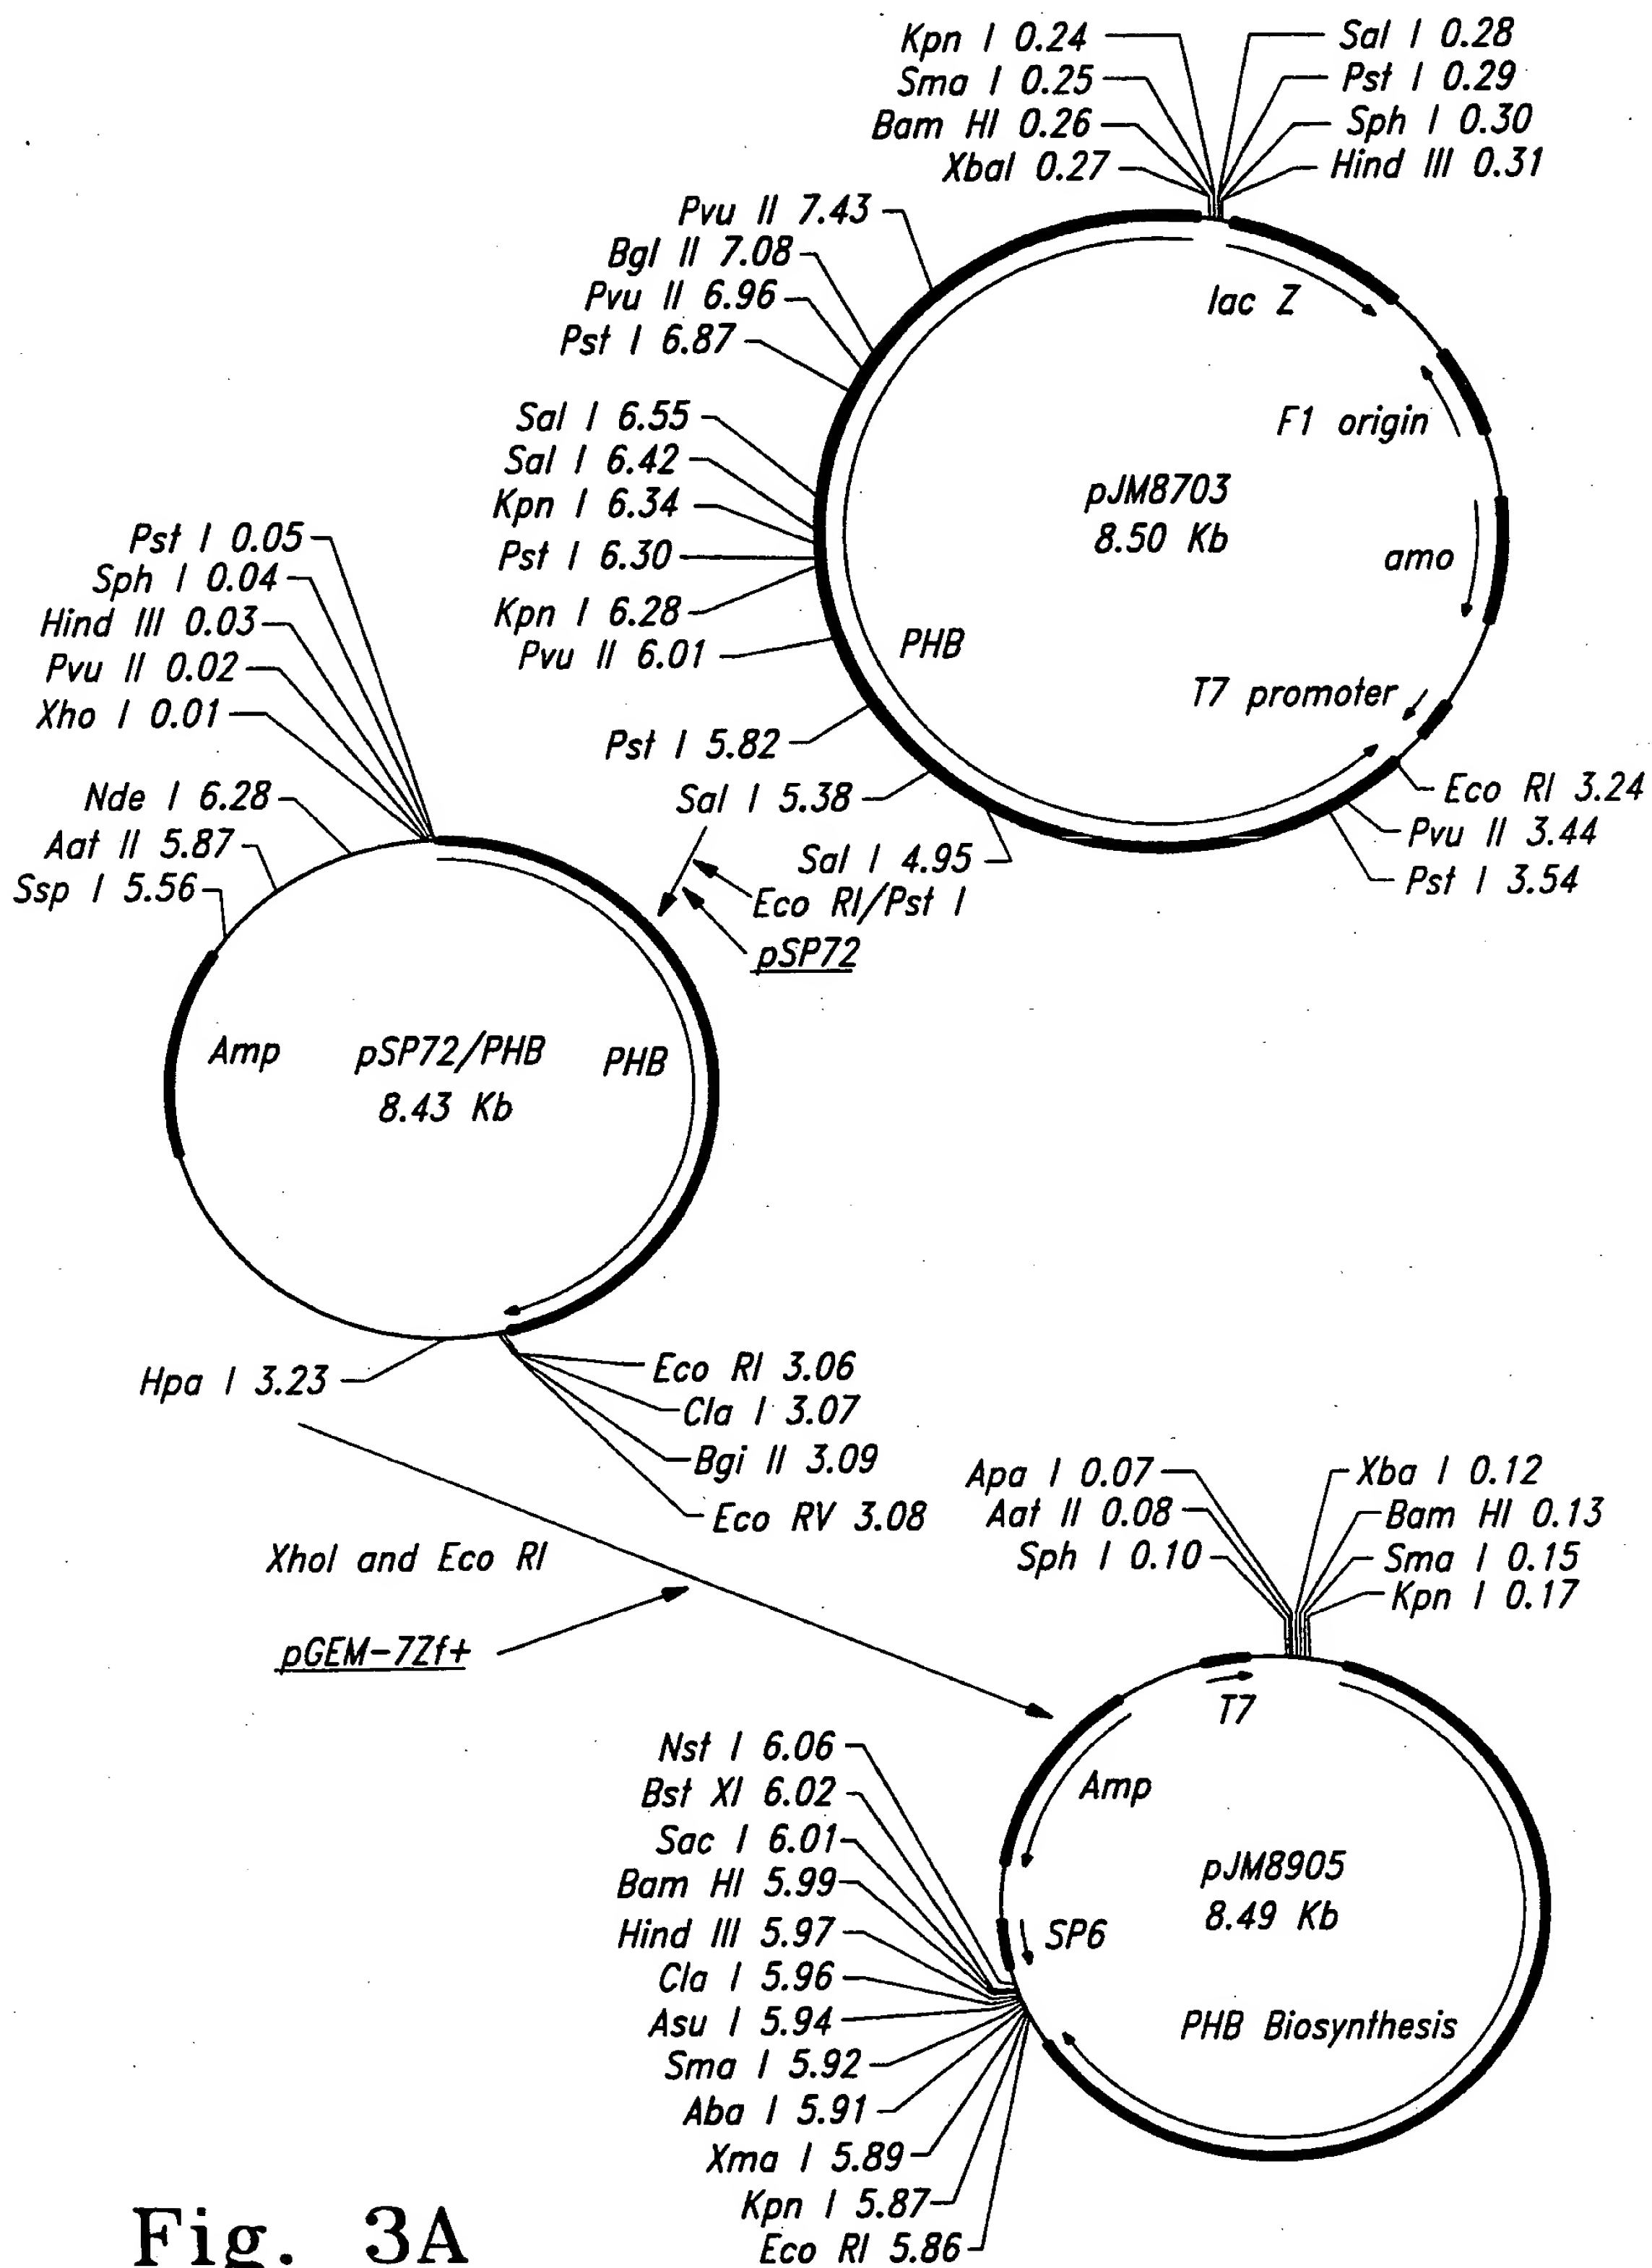 Kpn I 0.24
Sma I 0.25
Bam HI 0.26
XbaI 0.27
Sal I 0.28
Pst I 0.29
Sph I 0.30
Hind III 0.31
Pvu II 7.43
Bgl II 7.08
Pvu II 6.96
Pst I 6.87
Sal I 6.55
Sal I 6.42
Kpn I 6.34
Pst I 6.30
Kpn I 6.28
Pvu II 6.01
Pst I 5.82
Sal I 5.38
Sal I 4.95
lac Z
F1 origin
pJM8703
8.50 Kb
amo
PHB
T7 promoter
Eco RI 3.24
Pvu II 3.44
Pst I 3.54
Pst I 0.05
Sph I 0.04
Hind III 0.03
Pvu II 0.02
Xho I 0.01
Nde I 6.28
Aat II 5.87
Ssp I 5.56
Eco RI/Pst I
pSP72
Amp
pSP72/PHB
8.43 Kb
PHB
Hpa I 3.23
Eco RI 3.06
Cla I 3.07
Bgi II 3.09
Eco RV 3.08
XhoI and Eco RI
pGEM-7Zf+
Apa I 0.07
Aat II 0.08
Sph I 0.10
Xba I 0.12
Bam HI 0.13
Sma I 0.15
Kpn I 0.17
T7
Amp
pJM8905
8.49 Kb
SP6
PHB Biosynthesis
Nst I 6.06
Bst XI 6.02
Sac I 6.01
Bam HI 5.99
Hind III 5.97
Cla I 5.96
Asu I 5.94
Sma I 5.92
Aba I 5.91
Xma I 5.89
Kpn I 5.87
Eco RI 5.86
Fig. 3A